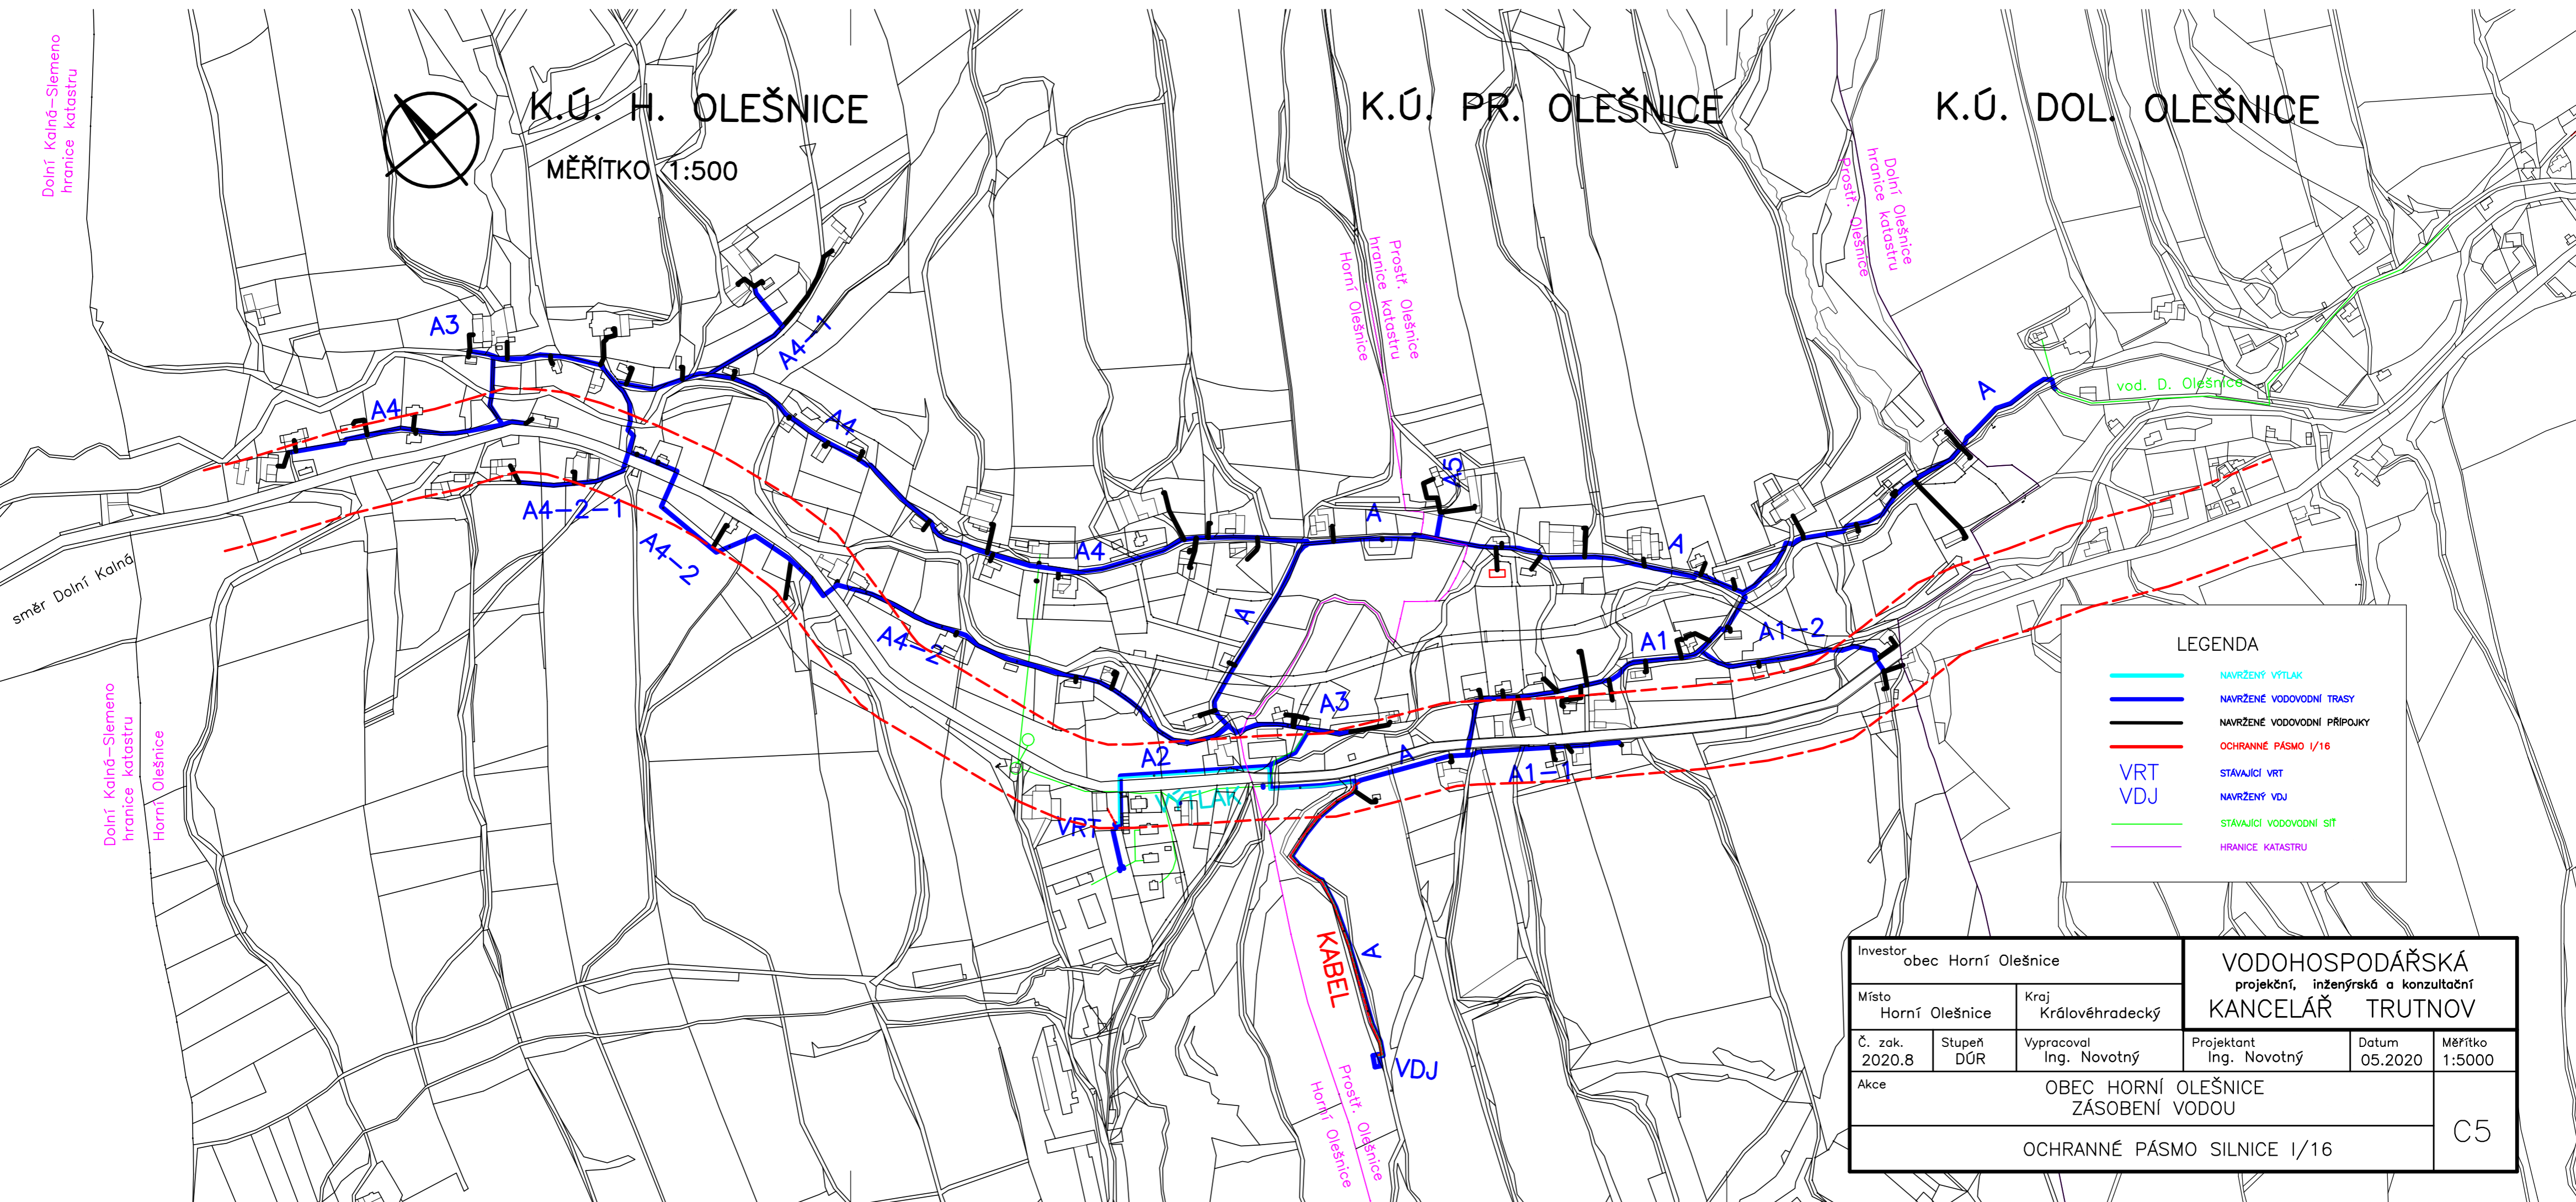 K.Ú. H. OLEŠNICE
K.Ú. PR. OLEŠNICE
K.Ú. DOL. OLEŠNICE
MĚŘÍTKO 1:500
Dolní Kalná-Slemeno
hranice katastru
Prostř. Olešnice
hranice katastru
Horní Olešnice
Dolní Olešnice
hranice katastru
Prostř. Olešnice
A3
A4-1
A4
A4
A4-2-1
A4-2
A4
A
A5
A
A
vod. D. Olešnice
směr Dolní Kalná
A4-2
A
A1
A1-2
A3
A
A2
A1-1
VÝTLAK
VRT
KABEL
A
VDJ
Dolní Kalná-Slemeno
hranice katastru
Horní Olešnice
Prostř. Olešnice
Horní Olešnice
LEGENDA
NAVRŽENÝ VÝTLAK
NAVRŽENÉ VODOVODNÍ TRASY
NAVRŽENÉ VODOVODNÍ PŘÍPOJKY
OCHRANNÉ PÁSMO I/16
VRT STÁVAJÍCÍ VRT
VDJ NAVRŽENÝ VDJ
STÁVAJÍCÍ VODOVODNÍ SÍŤ
HRANICE KATASTRU
Investor obec Horní Olešnice
VODOHOSPODÁŘSKÁ
projekční, inženýrská a konzultační
KANCELÁŘ TRUTNOV
Místo Horní Olešnice
Kraj Královéhradecký
Č. zak. 2020.8
Stupeň DÚR
Vypracoval Ing. Novotný
Projektant Ing. Novotný
Datum 05.2020
Měřítko 1:5000
Akce
OBEC HORNÍ OLEŠNICE
ZÁSOBENÍ VODOU
OCHRANNÉ PÁSMO SILNICE I/16
C5